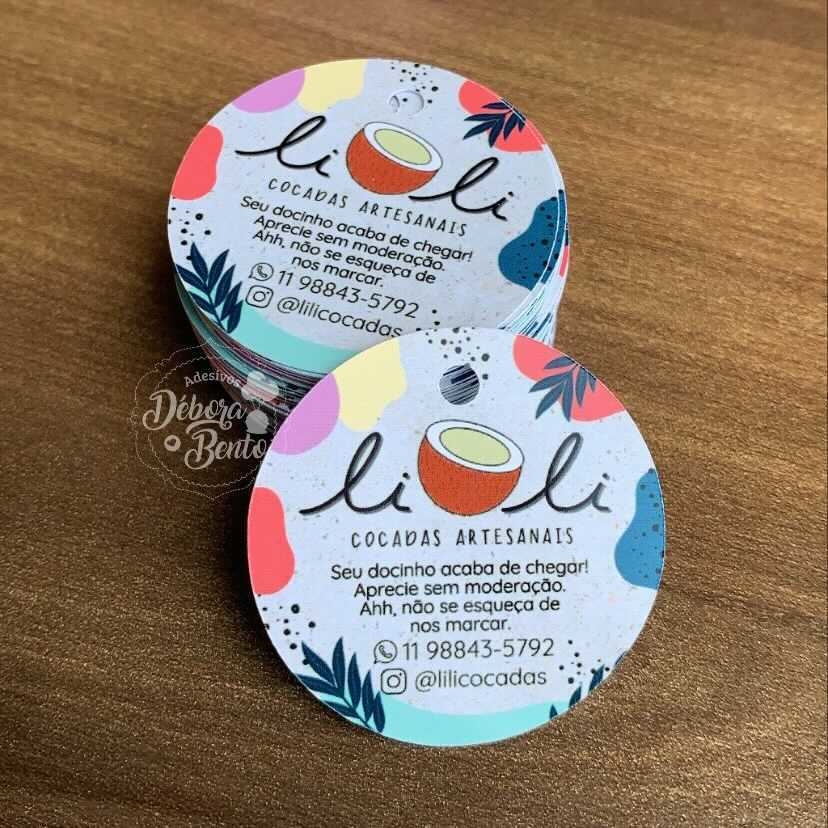 li li
COCADAS ARTESANAIS
Seu docinho acaba de chegar!
Aprecie sem moderação.
Ahh, não se esqueça de
nos marcar.
11 98843-5792
@lilicocadas
Adesivos
Débora
Bento
li li
COCADAS ARTESANAIS
Seu docinho acaba de chegar!
Aprecie sem moderação.
Ahh, não se esqueça de
nos marcar.
11 98843-5792
@lilicocadas